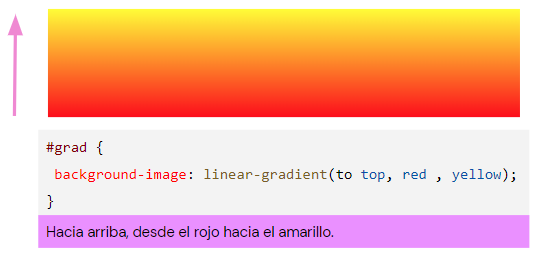 #grad {
background-image: linear-gradient(to top, red , yellow);
}
Hacia arriba, desde el rojo hacia el amarillo.